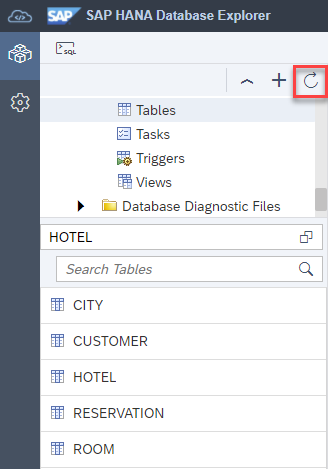 SAP SAP HANA Database Explorer
SQL
Tables
Tasks
Triggers
Views
Database Diagnostic Files
HOTEL
Search Tables
CITY
CUSTOMER
HOTEL
RESERVATION
ROOM